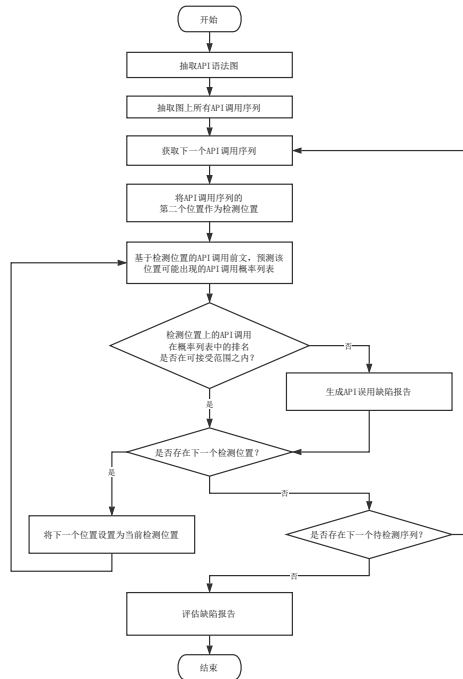 开始
抽取API语法图
抽取图上所有API调用序列
获取下一个API调用序列
将API调用序列的
第二个位置作为检测位置
基于检测位置的API调用前文，预测该
位置可能出现的API调用概率列表
检测位置上的API调用
在概率列表中的排名
是否在可接受范围之内？
否
生成API误用缺陷报告
是
是否存在下一个检测位置？
是
否
将下一个位置设置为当前检测位置
是否存在下一个待检测序列？
否
评估缺陷报告
结束